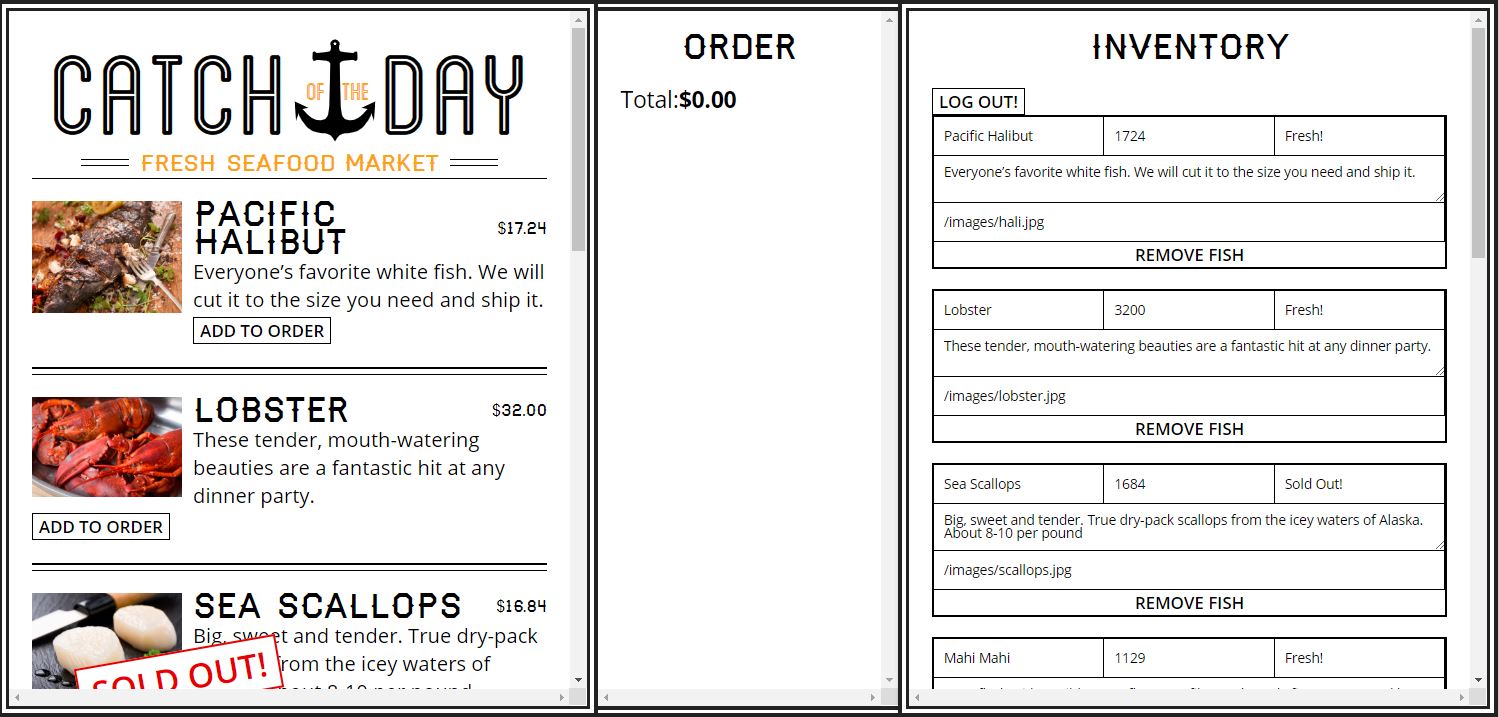 CATCH OF THE DAY
FRESH SEAFOOD MARKET
PACIFIC
HALIBUT
$17.24
Everyone’s favorite white fish. We will
cut it to the size you need and ship it.
ADD TO ORDER
LOBSTER
$32.00
These tender, mouth-watering
beauties are a fantastic hit at any
dinner party.
ADD TO ORDER
SEA SCALLOPS
$16.84
Big, sweet and tender. True dry-pack
from the icey waters of
about 8-10 per pound
SOLD OUT!
ORDER
Total:$0.00
INVENTORY
LOG OUT!
Pacific Halibut 1724 Fresh!
Everyone’s favorite white fish. We will cut it to the size you need and ship it.
/images/hali.jpg
REMOVE FISH
Lobster 3200 Fresh!
These tender, mouth-watering beauties are a fantastic hit at any dinner party.
/images/lobster.jpg
REMOVE FISH
Sea Scallops 1684 Sold Out!
Big, sweet and tender. True dry-pack scallops from the icey waters of Alaska.
About 8-10 per pound
/images/scallops.jpg
REMOVE FISH
Mahi Mahi 1129 Fresh!